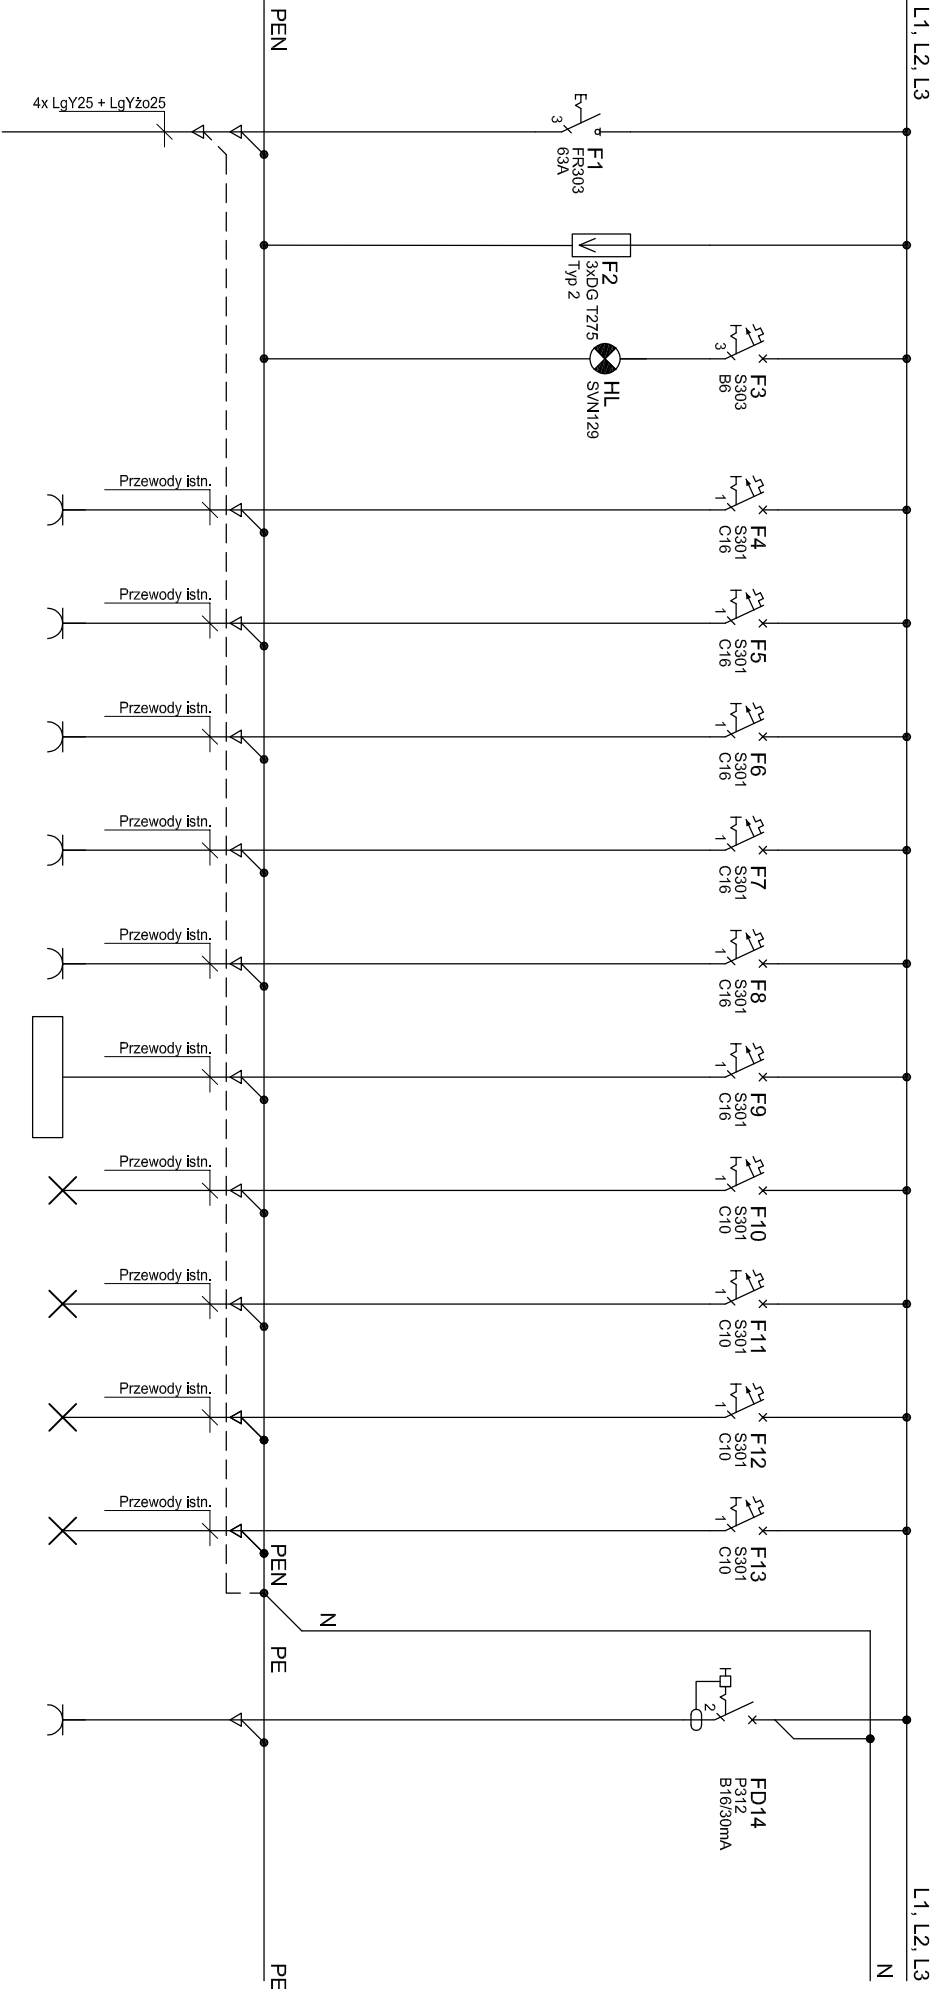 L1, L2, L3
PEN
4x LgY25 + LgYżo25
3
F1
FR303
63A
F2
3xDG T275
Typ 2
3
F3
S303
B6
HL
SVN129
Przewody istn.
1
F4
S301
C16
Przewody istn.
1
F5
S301
C16
Przewody istn.
1
F6
S301
C16
Przewody istn.
1
F7
S301
C16
Przewody istn.
1
F8
S301
C16
Przewody istn.
1
F9
S301
C16
Przewody istn.
1
F10
S301
C10
Przewody istn.
1
F11
S301
C10
Przewody istn.
1
F12
S301
C10
Przewody istn.
1
F13
S301
C10
PEN
N
PE
2
FD14
P312
B16/30mA
L1, L2, L3
N
PE